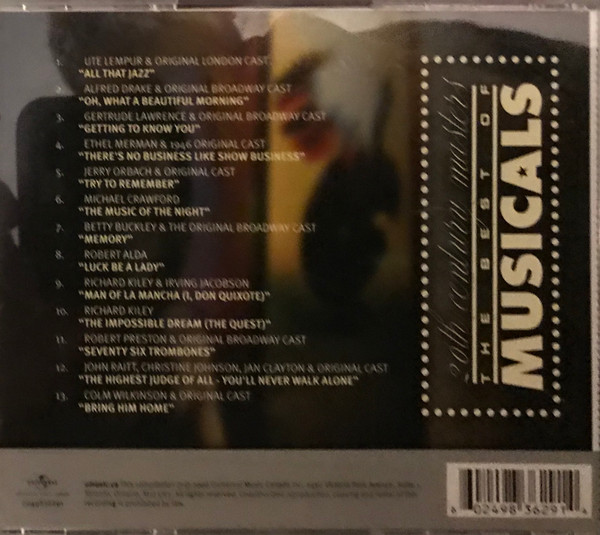 1. UTE LEMPUR & ORIGINAL LONDON CAST
"ALL THAT JAZZ"
2. ALFRED DRAKE & ORIGINAL BROADWAY CAST
"OH, WHAT A BEAUTIFUL MORNING"
3. GERTRUDE LAWRENCE & ORIGINAL BROADWAY CAST
"GETTING TO KNOW YOU"
4. ETHEL MERMAN & 1946 ORIGINAL CAST
"THERE'S NO BUSINESS LIKE SHOW BUSINESS"
5. JERRY ORBACH & ORIGINAL CAST
"TRY TO REMEMBER"
6. MICHAEL CRAWFORD
"THE MUSIC OF THE NIGHT"
7. BETTY BUCKLEY & THE ORIGINAL BROADWAY CAST
"MEMORY"
8. ROBERT ALDA
"LUCK BE A LADY"
9. RICHARD KILEY & IRVING JACOBSON
"MAN OF LA MANCHA (I, DON QUIXOTE)"
10. RICHARD KILEY
"THE IMPOSSIBLE DREAM (THE QUEST)"
11. ROBERT PRESTON & ORIGINAL BROADWAY CAST
"SEVENTY SIX TROMBONES"
12. JOHN RAITT, CHRISTINE JOHNSON, JAN CLAYTON & ORIGINAL CAST
"THE HIGHEST JUDGE OF ALL - YOU'LL NEVER WALK ALONE"
13. COLM WILKINSON & ORIGINAL CAST
"BRING HIM HOME"
20th century masters
THE BEST OF
MUSICALS
6 02498 36291 4